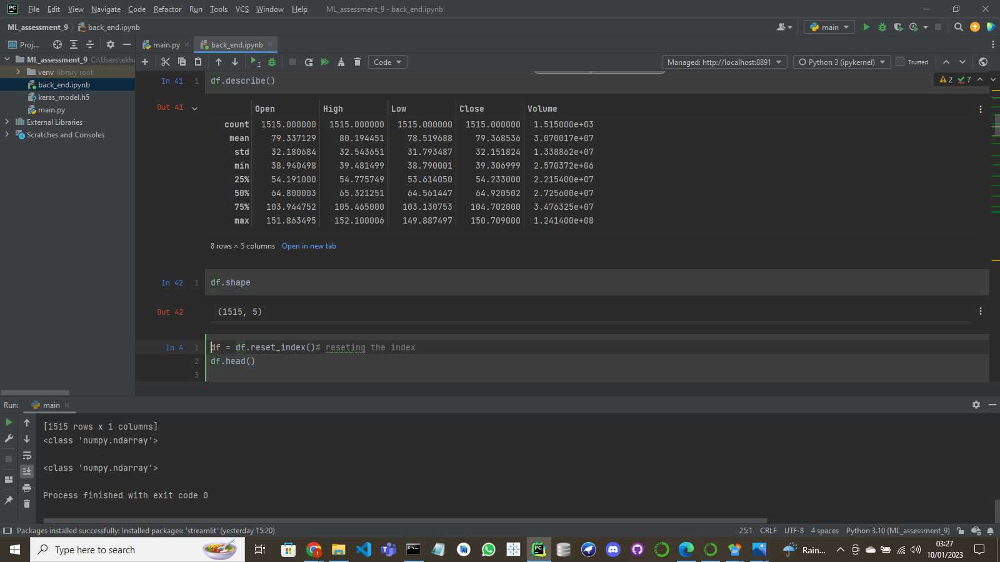 PC File Edit View Navigate Code Refactor Run Tools VCS Window Help ML_assessment_9 - back_end.ipynb
ML_assessment_9 back_end.ipynb main
Proj... main.py back_end.ipynb
ML_assessment_9 C:\Users\ekha
venv library root
back_end.ipynb
keras_model.h5
main.py
External Libraries
Scratches and Consoles
Code Managed: http://localhost:8891 Python 3 (ipykernel) Trusted
2 7
In 41 1 df.describe()
Out 41
Open High Low Close Volume
count 1515.000000 1515.000000 1515.000000 1515.000000 1.515000e+03
mean 79.337129 80.194451 78.519688 79.368536 3.070017e+07
std 32.180684 32.543651 31.793487 32.151824 1.338862e+07
min 38.940498 39.481499 38.790001 39.306999 2.570372e+06
25% 54.191000 54.775749 53.614050 54.233000 2.215400e+07
50% 64.800003 65.321251 64.561447 64.920502 2.725600e+07
75% 103.944752 105.465000 103.130753 104.702000 3.476325e+07
max 151.863495 152.100006 149.887497 150.709000 1.241400e+08
8 rows × 5 columns Open in new tab
In 42 1 df.shape
Out 42 (1515, 5)
In 4 1 df = df.reset_index()# reseting the index
2 df.head()
3
Run: main
[1515 rows x 1 columns]
<class 'numpy.ndarray'>
<class 'numpy.ndarray'>
Process finished with exit code 0
Packages installed successfully: Installed packages: 'streamlit' (yesterday 15:20) 25:1 CRLF UTF-8 4 spaces Python 3.10 (ML_assessment_9)
Type here to search
Rain...
03:27
10/01/2023